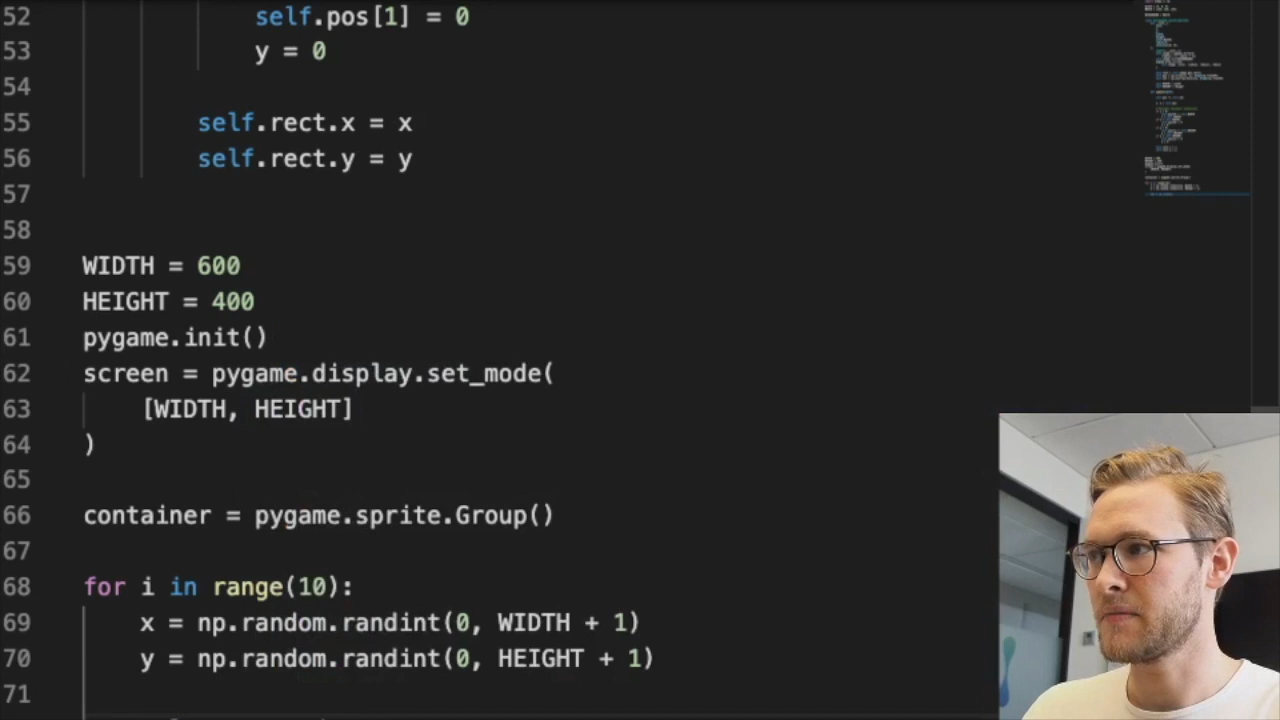 52 self.pos[1] = 0
53 y = 0
54
55 self.rect.x = x
56 self.rect.y = y
57
58
59 WIDTH = 600
60 HEIGHT = 400
61 pygame.init()
62 screen = pygame.display.set_mode(
63 [WIDTH, HEIGHT]
64 )
65
66 container = pygame.sprite.Group()
67
68 for i in range(10):
69 x = np.random.randint(0, WIDTH + 1)
70 y = np.random.randint(0, HEIGHT + 1)
71